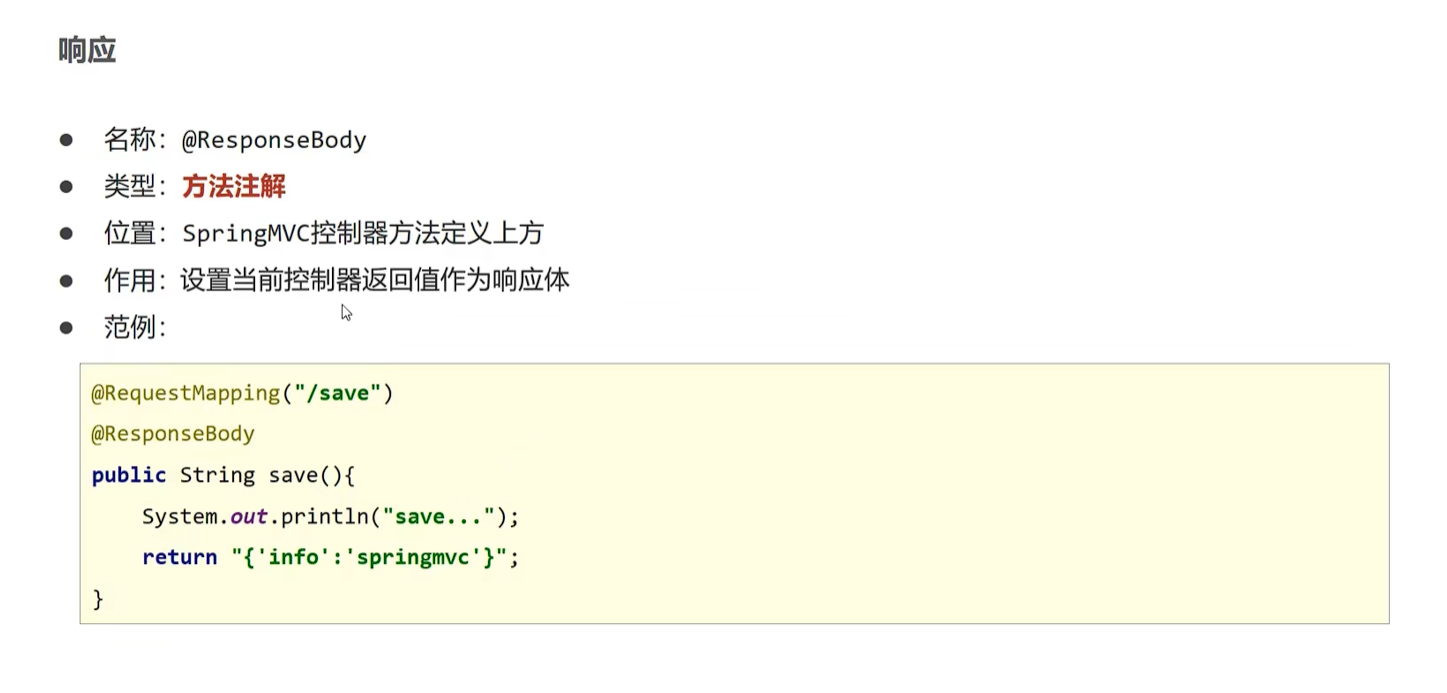 响应
● 名称：@ResponseBody
● 类型：方法注解
● 位置：SpringMVC控制器方法定义上方
● 作用：设置当前控制器返回值作为响应体
● 范例：
@RequestMapping("/save")
@ResponseBody
public String save(){
    System.out.println("save...");
    return "{'info':'springmvc'}";
}